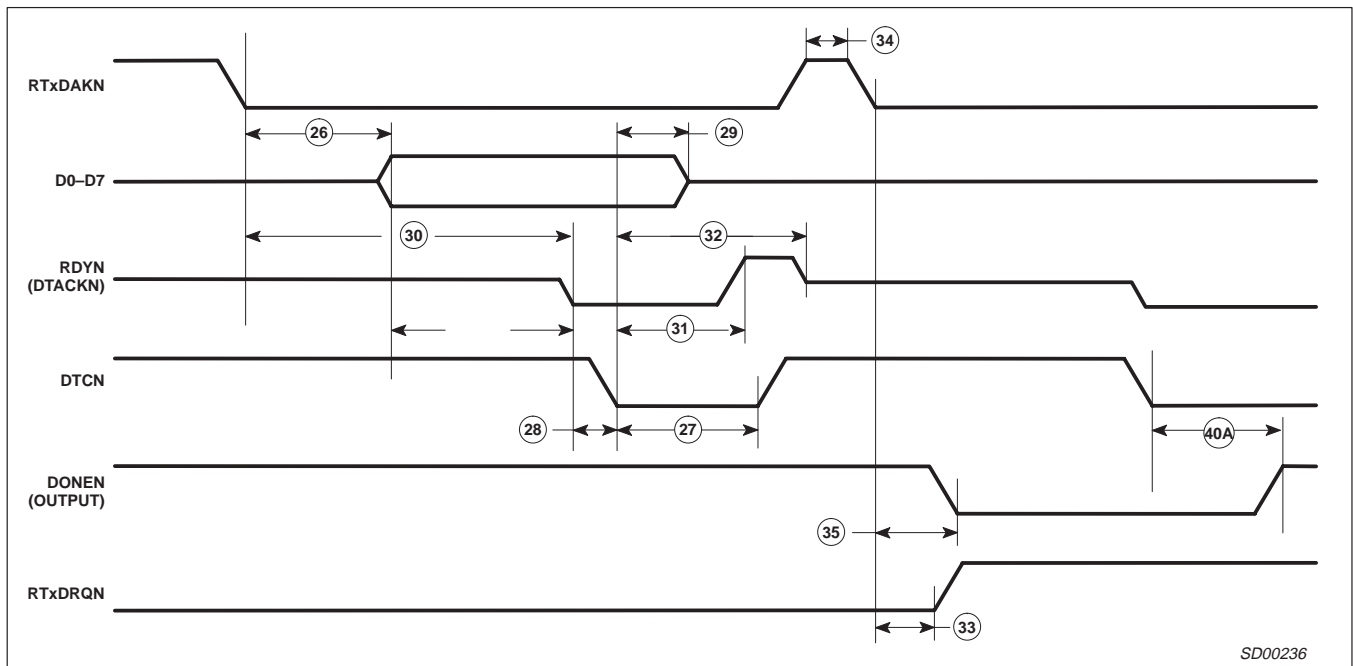 34
RTxDAKN
26
29
D0–D7
30
32
RDYN
(DTACKN)
31
DTCN
28
27
40A
DONEN
(OUTPUT)
35
RTxDRQN
33
SD00236